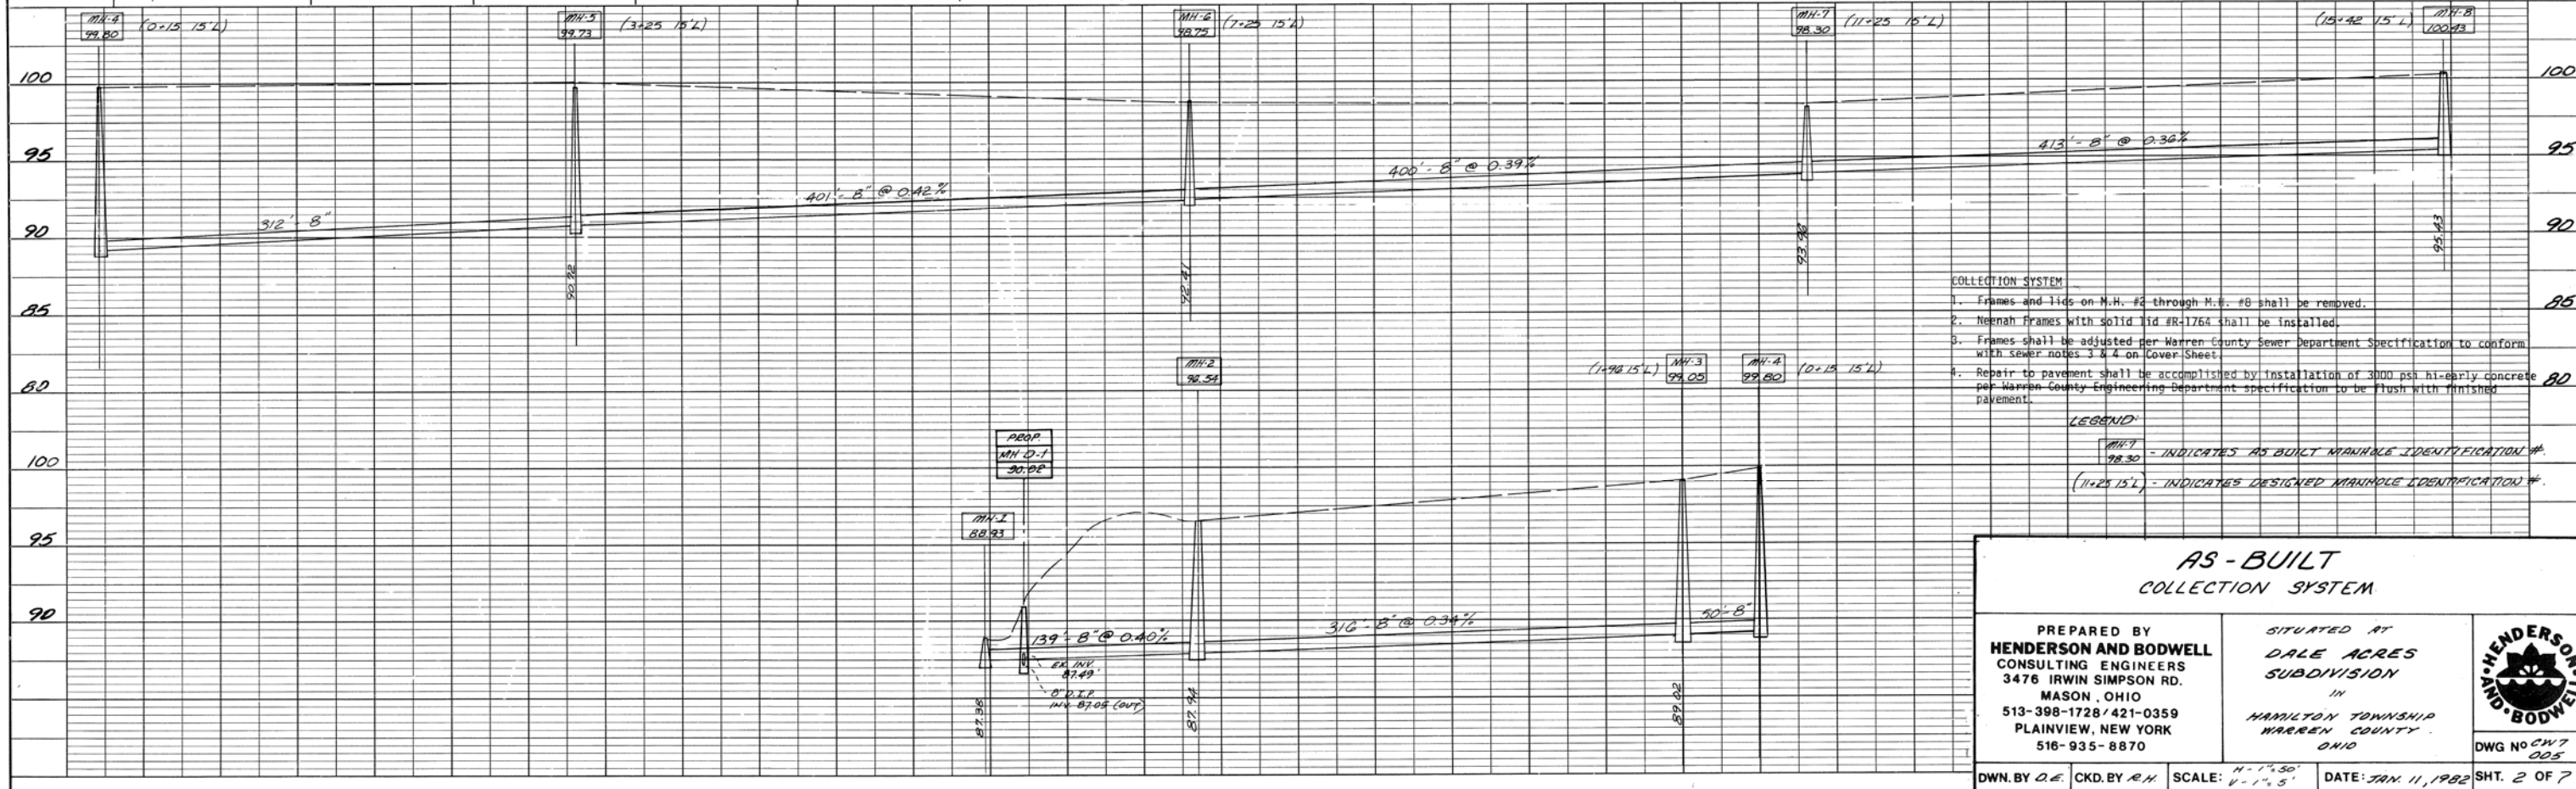 MH-4
99.80
(0+15 15'L)
MH-5
99.73
(3+25 15'L)
MH-6
98.75
(7+25 15'L)
MH-7
98.30
(11+25 15'L)
(15+42 15'L)
MH-8
100.43
100
100
95
95
90
90
85
85
80
80
312' - 8"
401' - 8" @ 0.42%
400' - 8" @ 0.39%
413' - 8" @ 0.36%
90.72
92.41
93.96
95.43
COLLECTION SYSTEM
1. Frames and lids on M.H. #2 through M.H. #8 shall be removed.
2. Neenah Frames with solid lid #R-1764 shall be installed.
3. Frames shall be adjusted per Warren County Sewer Department Specification to conform
with sewer notes 3 & 4 on Cover Sheet.
4. Repair to pavement shall be accomplished by installation of 3000 psi hi-early concrete
per Warren County Engineering Department specification to be flush with finished
pavement.
LEGEND:
MH-7
98.30
- INDICATES AS BUILT MANHOLE IDENTIFICATION #.
(11+25 15'L) - INDICATES DESIGNED MANHOLE IDENTIFICATION #.
MH-2
96.54
(1+96 15'L)
MH-3
99.05
MH-4
99.80
(0+15 15'L)
PROP.
MH D-1
90.02
MH-1
88.93
100
95
90
139' - 8" @ 0.40%
316' - 8" @ 0.34%
50' - 8"
EX. INV.
87.49'
8" D.I.P.
INV. 87.05 (OUT)
87.38
87.94
89.02
AS-BUILT
COLLECTION SYSTEM
PREPARED BY
HENDERSON AND BODWELL
CONSULTING ENGINEERS
3476 IRWIN SIMPSON RD.
MASON, OHIO
513-398-1728/421-0359
PLAINVIEW, NEW YORK
516-935-8870
SITUATED AT
DALE ACRES
SUBDIVISION
IN
HAMILTON TOWNSHIP
WARREN COUNTY
OHIO
HENDERSON AND BODWELL
DWG NO CW7
005
DWN. BY D.E.
CKD. BY R.H.
SCALE: H - 1"=50'
V - 1"=5'
DATE: JAN. 11, 1982
SHT. 2 OF 7